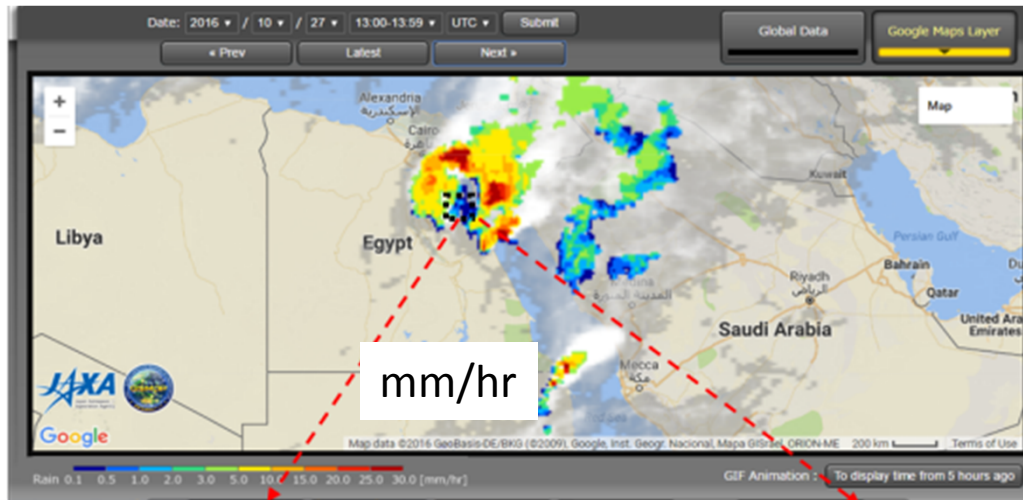 Date: 2016 / 10 / 27 13:00-13:59 UTC Submit
« Prev Latest Next »
Global Data
Google Maps Layer
+
−
Map
Alexandria
الإسكندرية
Cairo
Kuwait
Libya
Egypt
Persian Gulf
Bahrain
Riyadh
الرياض
Qatar
Saudi Arabia
United Ara
Emirates
المدينة المنورة
mm/hr
Mecca
مكة
JAXA
Google
Map data ©2016 GeoBasis-DE/BKG (©2009), Google, Inst. Geogr. Nacional, Mapa GISrael, ORION-ME 200 km Terms of Use
Rain 0.1 0.5 1.0 2.0 3.0 5.0 10.0 15.0 20.0 25.0 30.0 [mm/hr]
GIF Animation : To display time from 5 hours ago